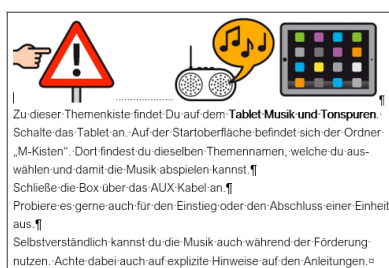 Zu dieser Themenkiste findet Du auf dem Tablet Musik und Tonspuren.
Schalte das Tablet an. Auf der Startoberfläche befindet sich der Ordner
„M-Kisten“. Dort findest du dieselben Themennamen, welche du aus-
wählen und damit die Musik abspielen kannst.¶
Schließe die Box über das AUX Kabel an.¶
Probiere es gerne auch für den Einstieg oder den Abschluss einer Einheit
aus.¶
Selbstverständlich kannst du die Musik auch während der Förderung
nutzen. Achte dabei auch auf explizite Hinweise auf den Anleitungen.¤